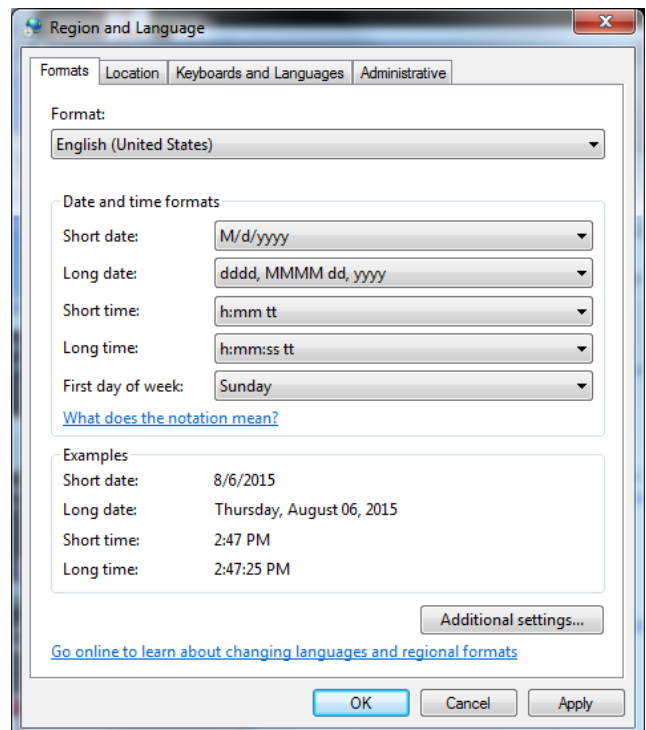 Region and Language
Formats Location Keyboards and Languages Administrative
Format:
English (United States)
Date and time formats
Short date: M/d/yyyy
Long date: dddd, MMMM dd, yyyy
Short time: h:mm tt
Long time: h:mm:ss tt
First day of week: Sunday
What does the notation mean?
Examples
Short date: 8/6/2015
Long date: Thursday, August 06, 2015
Short time: 2:47 PM
Long time: 2:47:25 PM
Additional settings...
Go online to learn about changing languages and regional formats
OK Cancel Apply